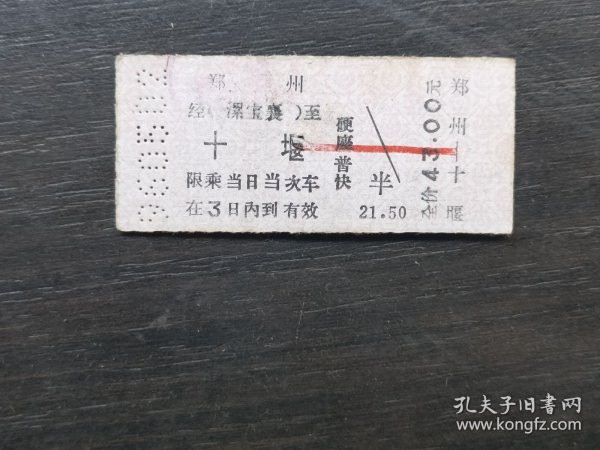 郑州
经(漯宝襄)至
十堰
硬座普快
限乘当日当次车
在3日内到有效
半
21.50
全价43.00元
郑州—十堰
孔夫子旧书网
www.kongfz.com